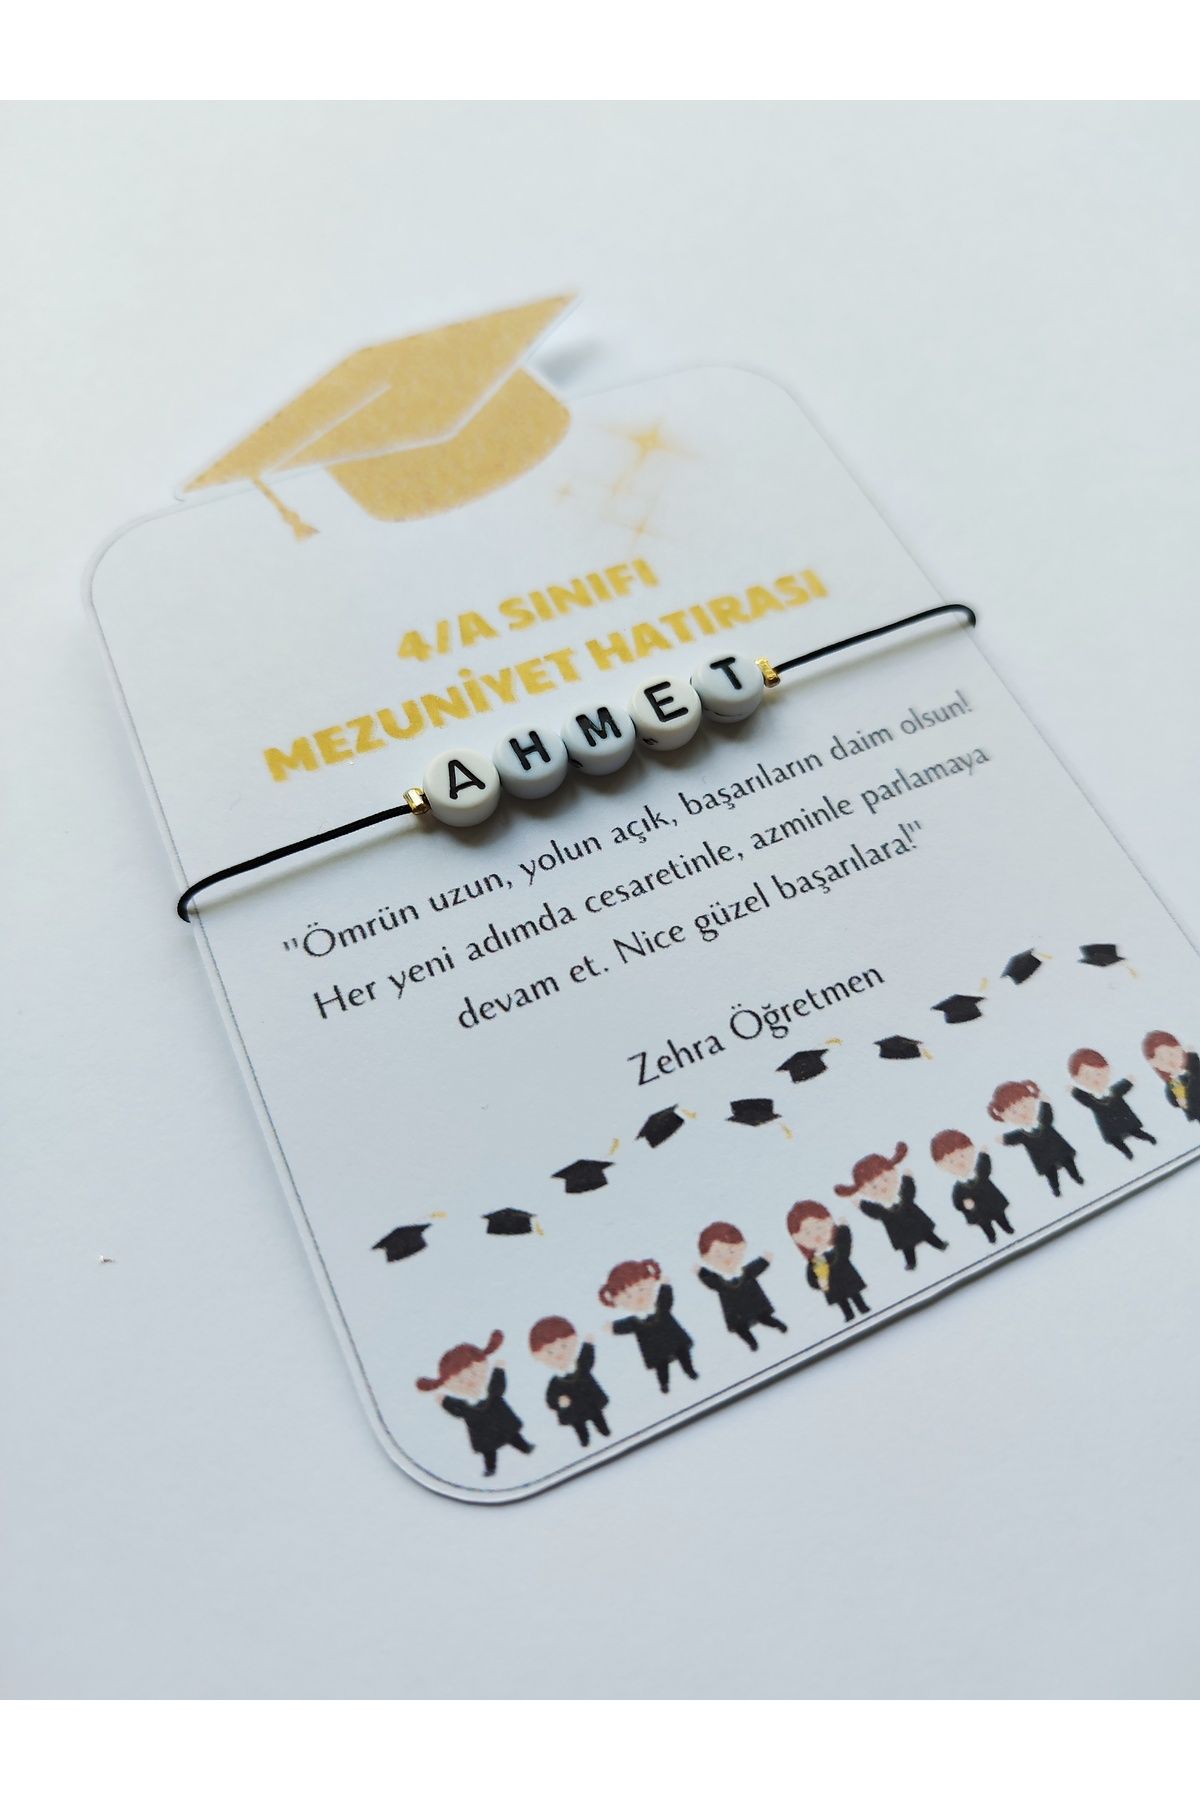 4/A SINIFI
MEZUNİYET HATIRASI
AHMET
"Ömrün uzun, yolun açık, başarıların daim olsun!
Her yeni adımda cesaretinle, azminle parlamaya
devam et. Nice güzel başarılara!"
Zehra Öğretmen